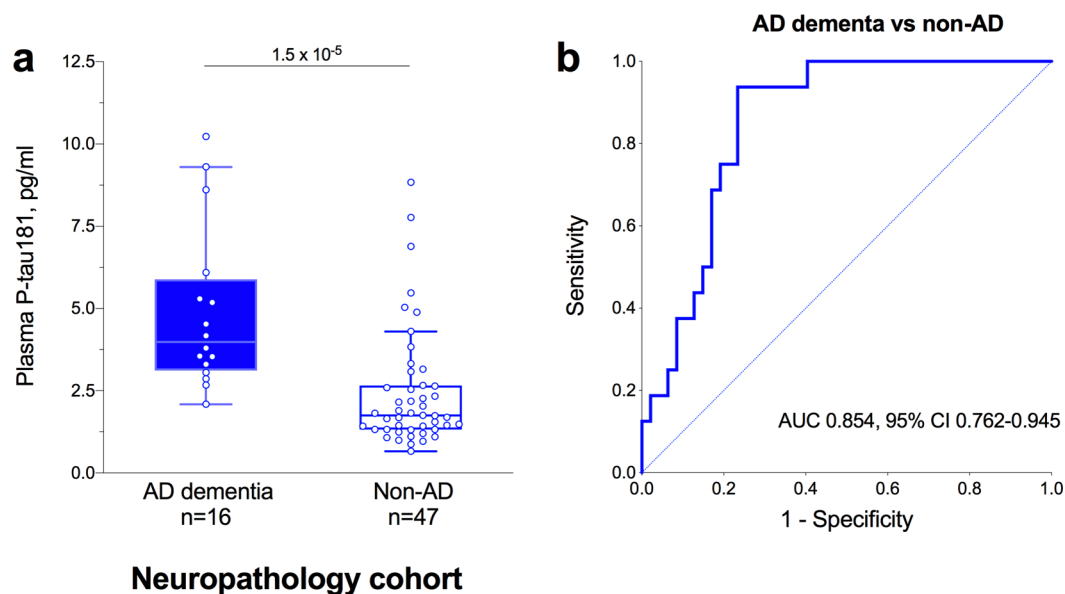 a
1.5 x 10-5
12.5
10.0
7.5
5.0
2.5
0.0
Plasma P-tau181, pg/ml
AD dementia
n=16
Non-AD
n=47
Neuropathology cohort
AD dementa vs non-AD
b
1.0
0.8
0.6
0.4
0.2
0.0
Sensitivity
AUC 0.854, 95% CI 0.762-0.945
0.0 0.2 0.4 0.6 0.8 1.0
1 - Specificity